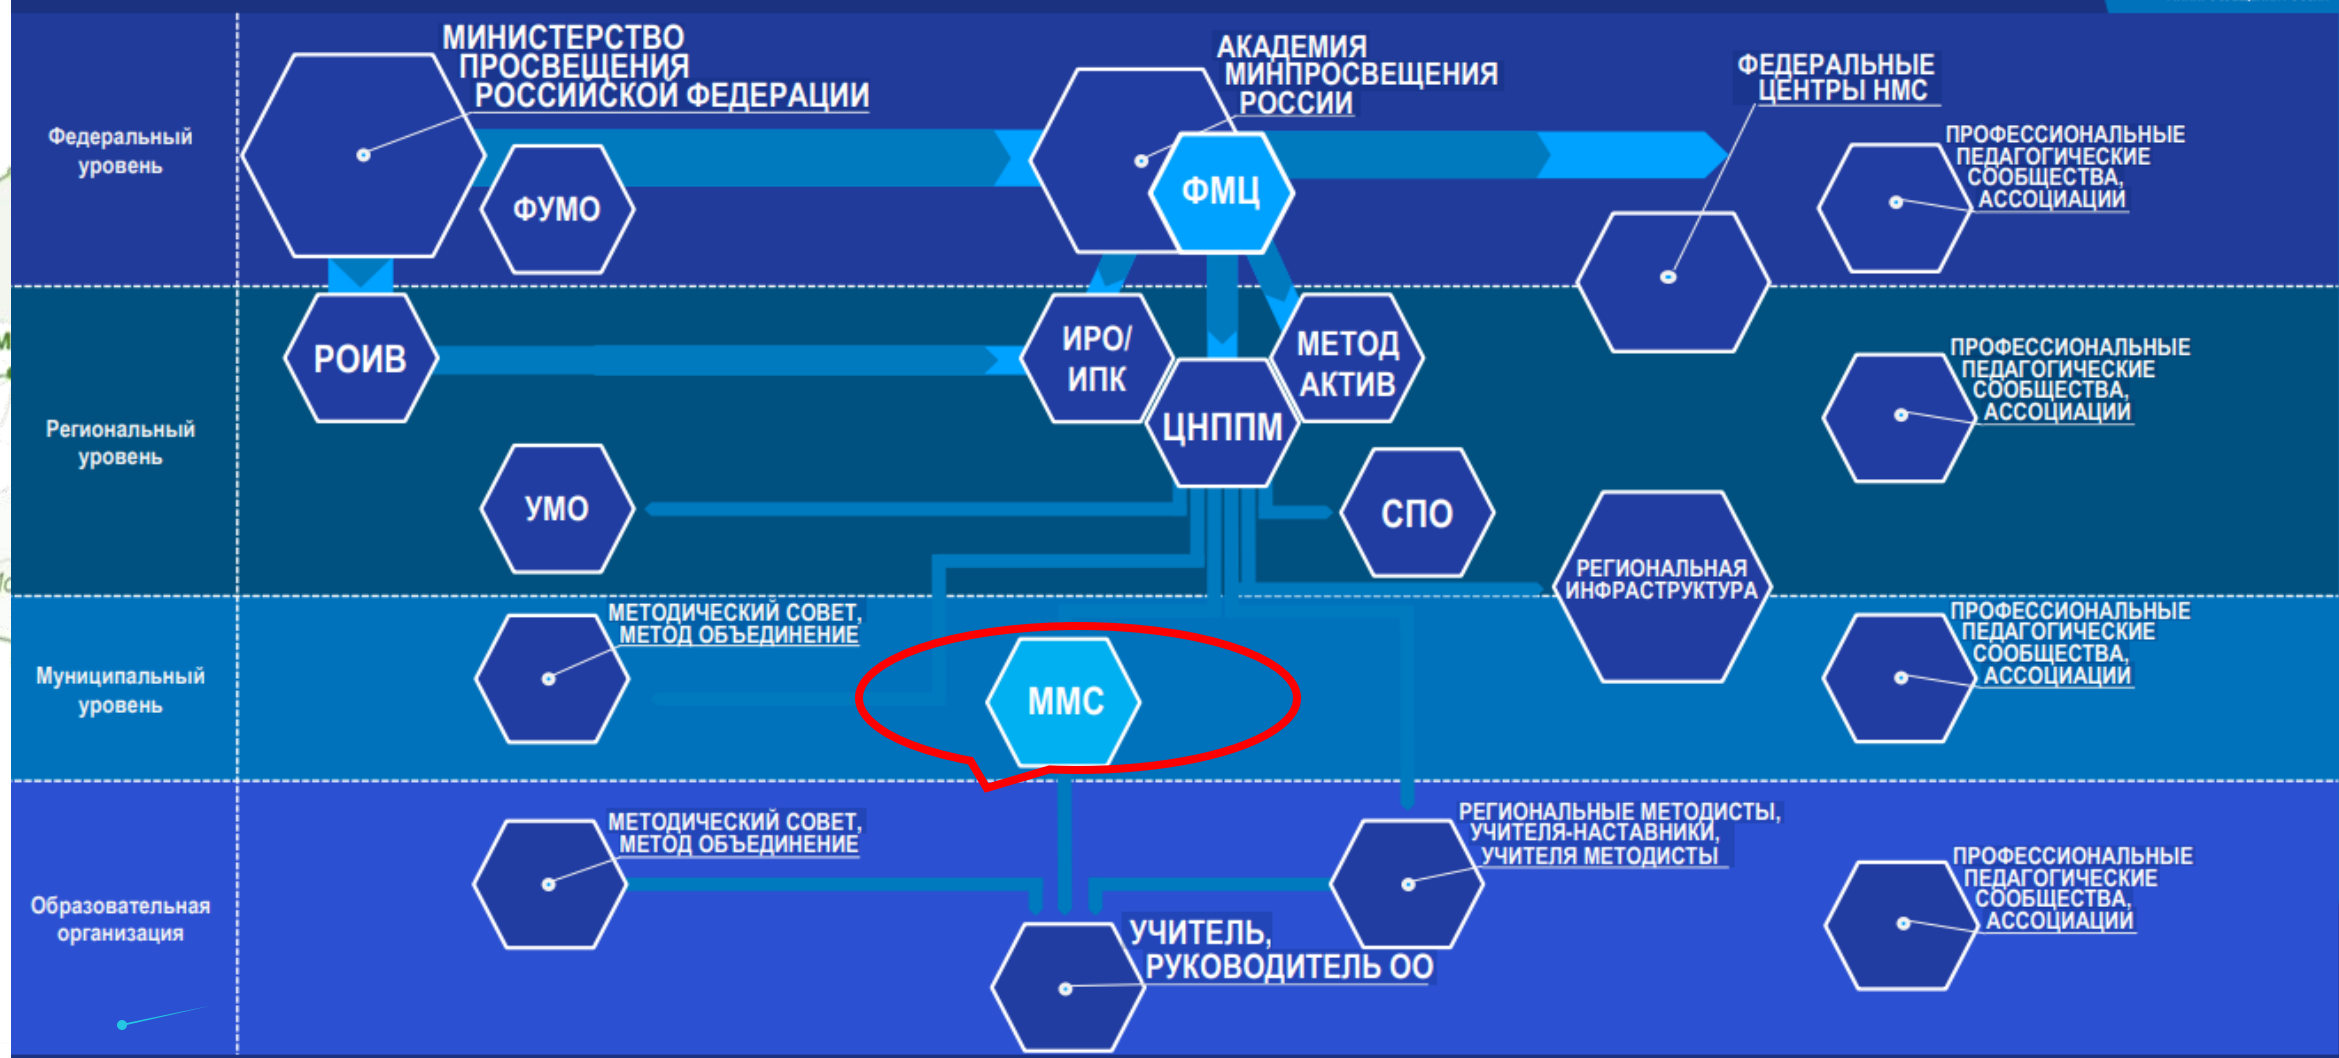 МИНИСТЕРСТВО
ПРОСВЕЩЕНИЯ
РОССИЙСКОЙ ФЕДЕРАЦИИ
АКАДЕМИЯ
МИНПРОСВЕЩЕНИЯ
РОССИИ
ФЕДЕРАЛЬНЫЕ
ЦЕНТРЫ НМС
Федеральный
уровень
ФУМО
ФМЦ
ПРОФЕССИОНАЛЬНЫЕ
ПЕДАГОГИЧЕСКИЕ
СООБЩЕСТВА,
АССОЦИАЦИИ
Региональный
уровень
РОИВ
ИРО/
ИПК
МЕТОД
АКТИВ
ЦНППМ
УМО
СПО
РЕГИОНАЛЬНАЯ
ИНФРАСТРУКТУРА
ПРОФЕССИОНАЛЬНЫЕ
ПЕДАГОГИЧЕСКИЕ
СООБЩЕСТВА,
АССОЦИАЦИИ
Муниципальный
уровень
МЕТОДИЧЕСКИЙ СОВЕТ,
МЕТОД ОБЪЕДИНЕНИЕ
ММС
ПРОФЕССИОНАЛЬНЫЕ
ПЕДАГОГИЧЕСКИЕ
СООБЩЕСТВА,
АССОЦИАЦИИ
Образовательная
организация
МЕТОДИЧЕСКИЙ СОВЕТ,
МЕТОД ОБЪЕДИНЕНИЕ
РЕГИОНАЛЬНЫЕ МЕТОДИСТЫ,
УЧИТЕЛЯ-НАСТАВНИКИ,
УЧИТЕЛЯ МЕТОДИСТЫ
УЧИТЕЛЬ,
РУКОВОДИТЕЛЬ ОО
ПРОФЕССИОНАЛЬНЫЕ
ПЕДАГОГИЧЕСКИЕ
СООБЩЕСТВА,
АССОЦИАЦИИ